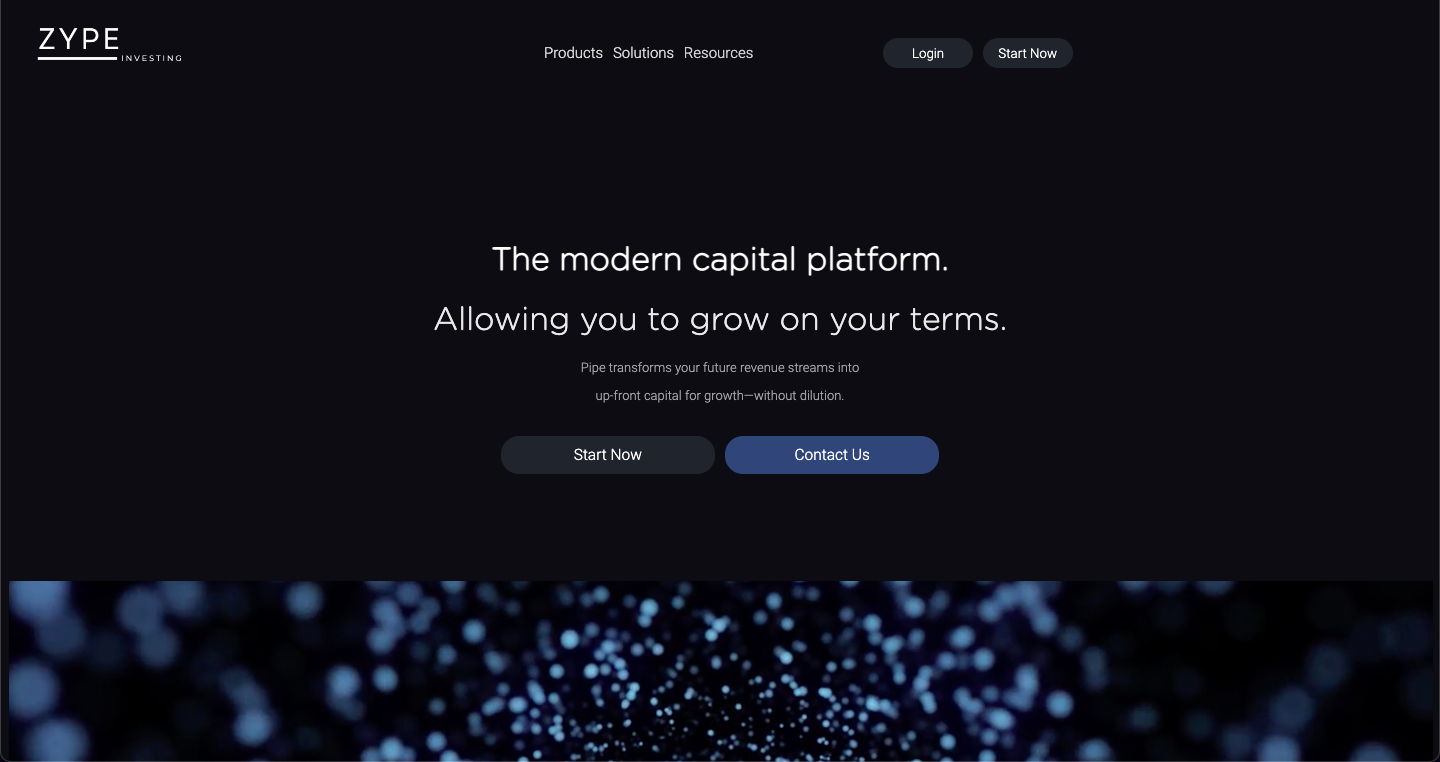 ZYPE
INVESTING
Products Solutions Resources
Login
Start Now
The modern capital platform.
Allowing you to grow on your terms.
Pipe transforms your future revenue streams into
up-front capital for growth—without dilution.
Start Now
Contact Us